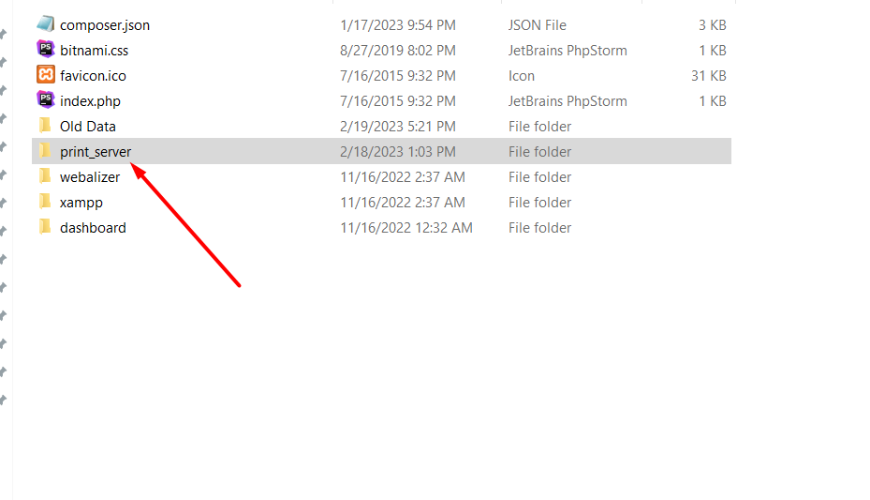 composer.json 1/17/2023 9:54 PM JSON File 3 KB
bitnami.css 8/27/2019 8:02 PM JetBrains PhpStorm 1 KB
favicon.ico 7/16/2015 9:32 PM Icon 31 KB
index.php 7/16/2015 9:32 PM JetBrains PhpStorm 1 KB
Old Data 2/19/2023 5:21 PM File folder
print_server 2/18/2023 1:03 PM File folder
webalizer 11/16/2022 2:37 AM File folder
xampp 11/16/2022 2:37 AM File folder
dashboard 11/16/2022 12:32 AM File folder